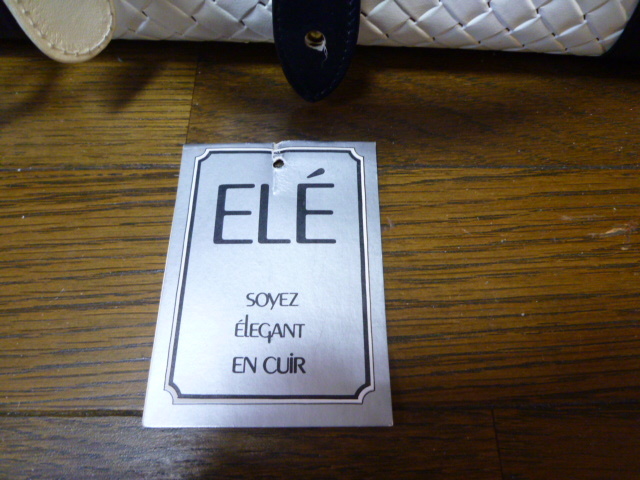 ELÉ
SOYEZ
ÉLEGANT
EN CUIR